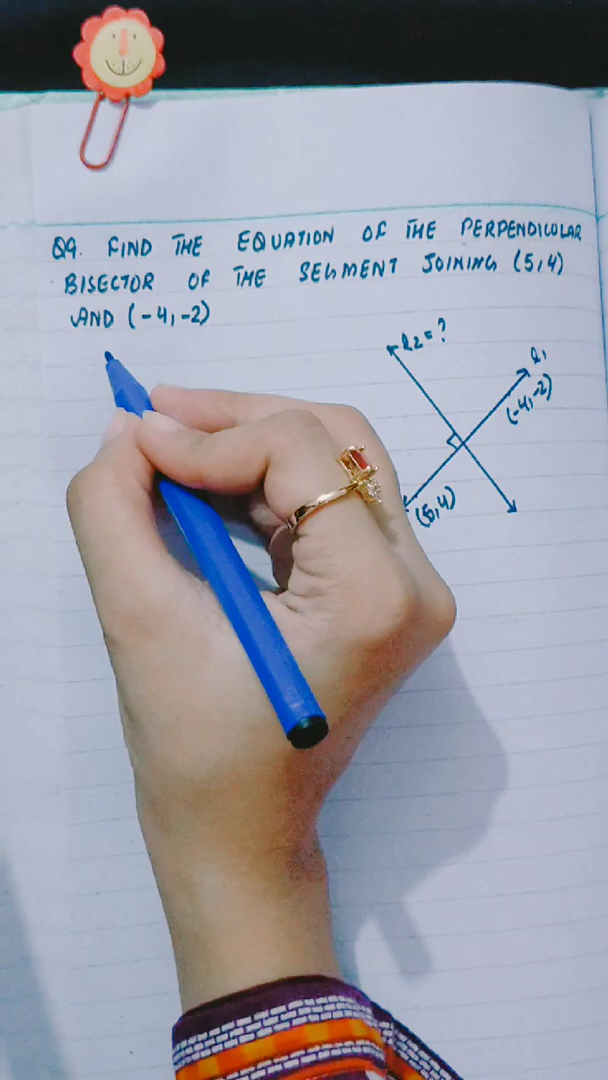 Q9. FIND THE EQUATION OF THE PERPENDICULAR
BISECTOR OF THE SEGMENT JOINING (5,4)
AND (-4,-2)
l2=?
l1
(-4,-2)
(5,4)